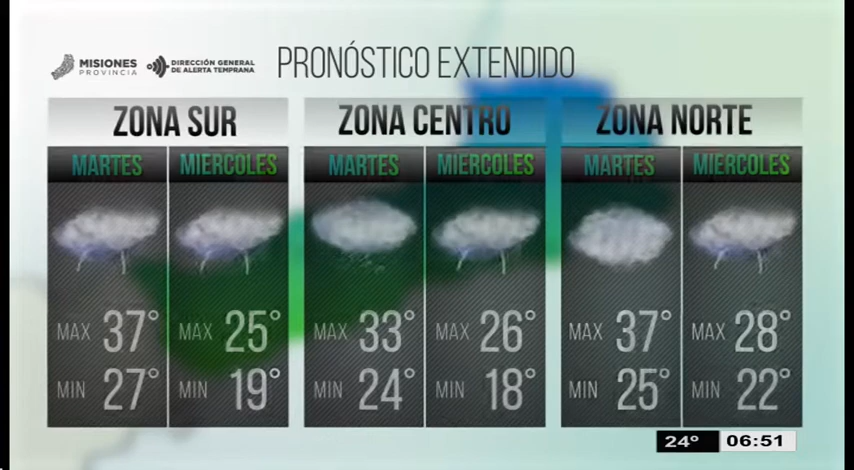 MISIONES
PROVINCIA
DIRECCIÓN GENERAL
DE ALERTA TEMPRANA
PRONÓSTICO EXTENDIDO
ZONA SUR
MARTES
MIERCOLES
MAX 37°
MAX 25°
MIN 27°
MIN 19°
ZONA CENTRO
MARTES
MIERCOLES
MAX 33°
MAX 26°
MIN 24°
MIN 18°
ZONA NORTE
MARTES
MIERCOLES
MAX 37°
MAX 28°
MIN 25°
MIN 22°
24° 06:51